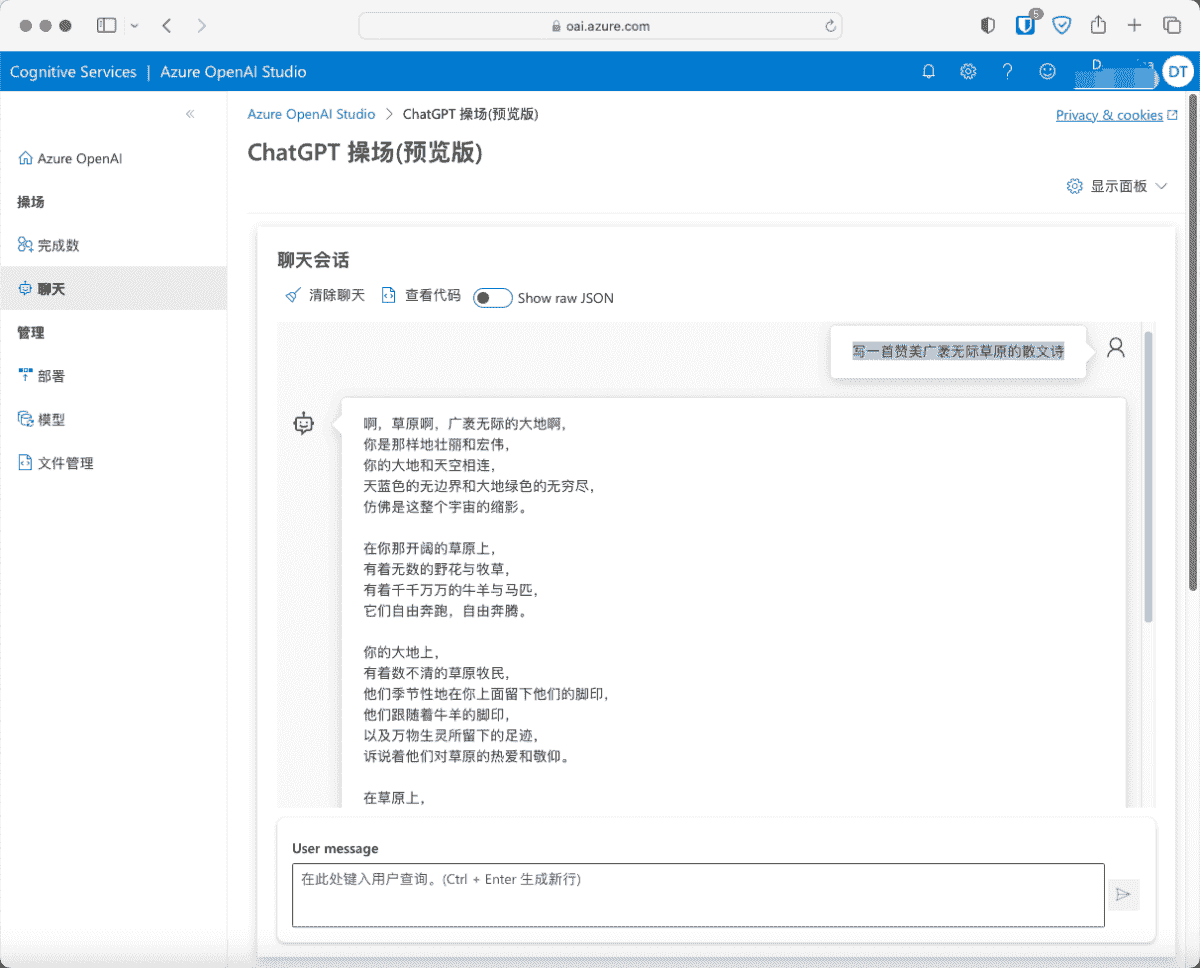 oai.azure.com
5
Cognitive Services | Azure OpenAI Studio
D
DT
Azure OpenAI Studio > ChatGPT 操场(预览版)
Privacy & cookies
ChatGPT 操场(预览版)
显示面板
Azure OpenAI
操场
完成数
聊天
管理
部署
模型
文件管理
聊天会话
清除聊天
查看代码
Show raw JSON
写一首赞美广袤无际草原的散文诗
啊，草原啊，广袤无际的大地啊，
你是那样地壮丽和宏伟，
你的大地和天空相连，
天蓝色的无边界和大地绿色的无穷尽，
仿佛是这整个宇宙的缩影。
在你那开阔的草原上，
有着无数的野花与牧草，
有着千千万万的牛羊与马匹，
它们自由奔跑，自由奔腾。
你的大地上，
有着数不清的草原牧民，
他们季节性地在你上面留下他们的脚印，
他们跟随着牛羊的脚印，
以及万物生灵所留下的足迹，
诉说着他们对草原的热爱和敬仰。
在草原上，
User message
在此处键入用户查询。(Ctrl + Enter 生成新行)